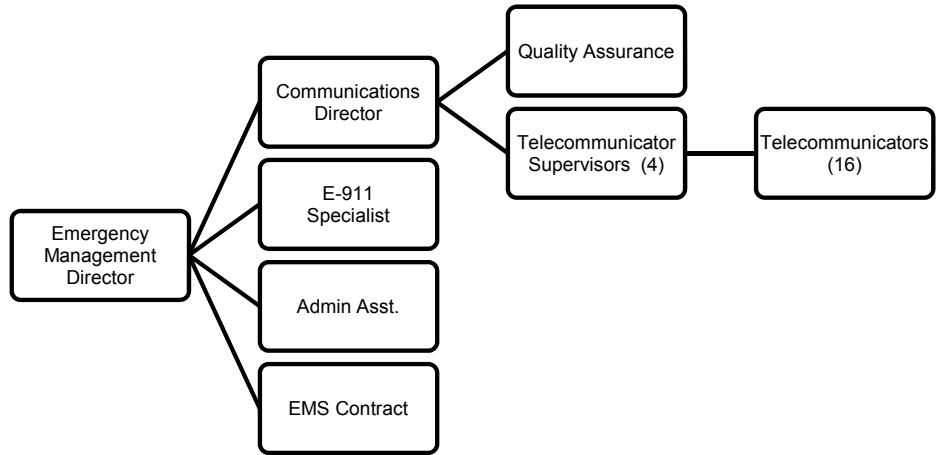 Quality Assurance
Communications
Director
Telecommunicator
Supervisors (4)
Telecommunicators
(16)
E-911
Specialist
Emergency
Management
Director
Admin Asst.
EMS Contract